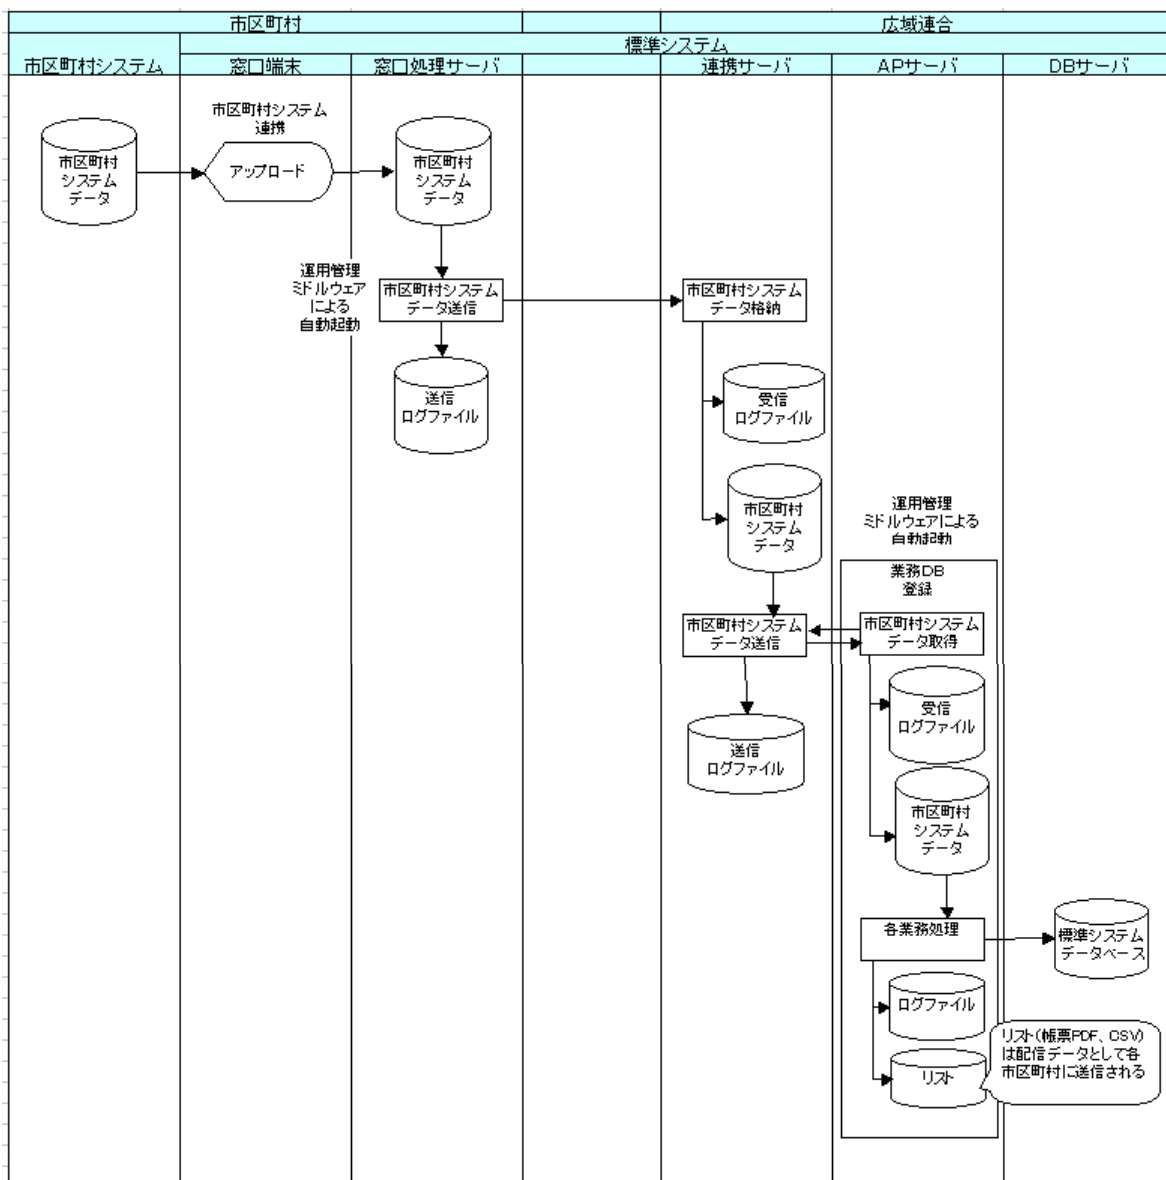 市区町村
広域連合
標準システム
市区町村システム
窓口端末
窓口処理サーバ
連携サーバ
APサーバ
DBサーバ
市区町村システム
連携
市区町村
システム
データ
アップロード
市区町村
システム
データ
運用管理
ミドルウェア
による
自動起動
市区町村システム
データ送信
市区町村システム
データ格納
送信
ログファイル
受信
ログファイル
市区町村
システム
データ
運用管理
ミドルウェアによる
自動起動
業務DB
登録
市区町村システム
データ送信
市区町村システム
データ取得
受信
ログファイル
送信
ログファイル
市区町村
システム
データ
各業務処理
標準システム
データベース
ログファイル
リスト
リスト(帳票PDF、CSV)
は配信データとして各
市区町村に送信される